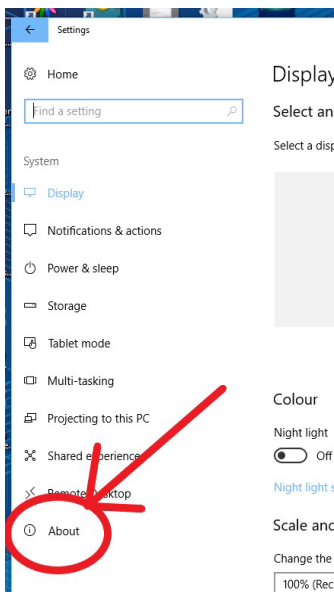 Settings
Home
Find a setting
System
Display
Notifications & actions
Power & sleep
Storage
Tablet mode
Multi-tasking
Projecting to this PC
Shared experiences
Remote Desktop
About
Display
Select an
Select a disp
Colour
Night light
Off
Night light s
Scale and
Change the
100% (Rec